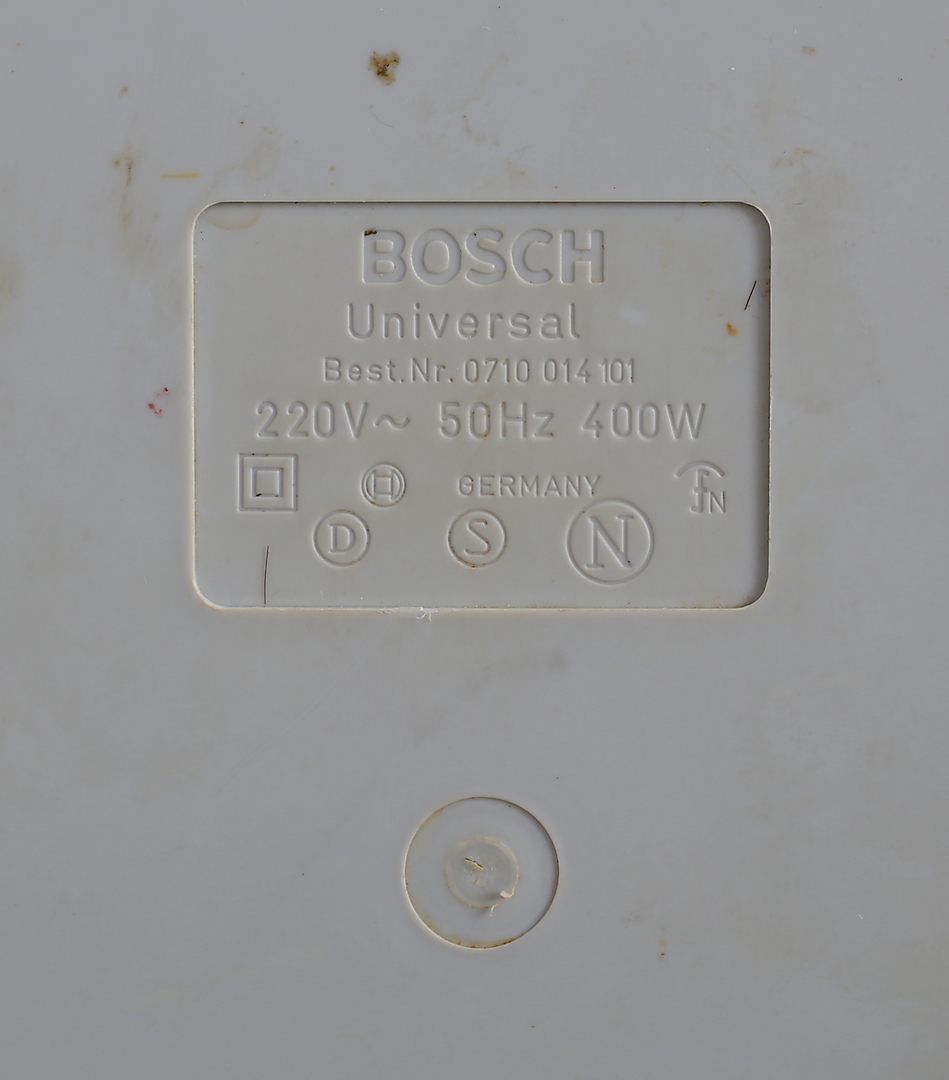 BOSCH
Universal
Best.Nr. 0710 014 101
220V~ 50Hz 400W
GERMANY N
D S N